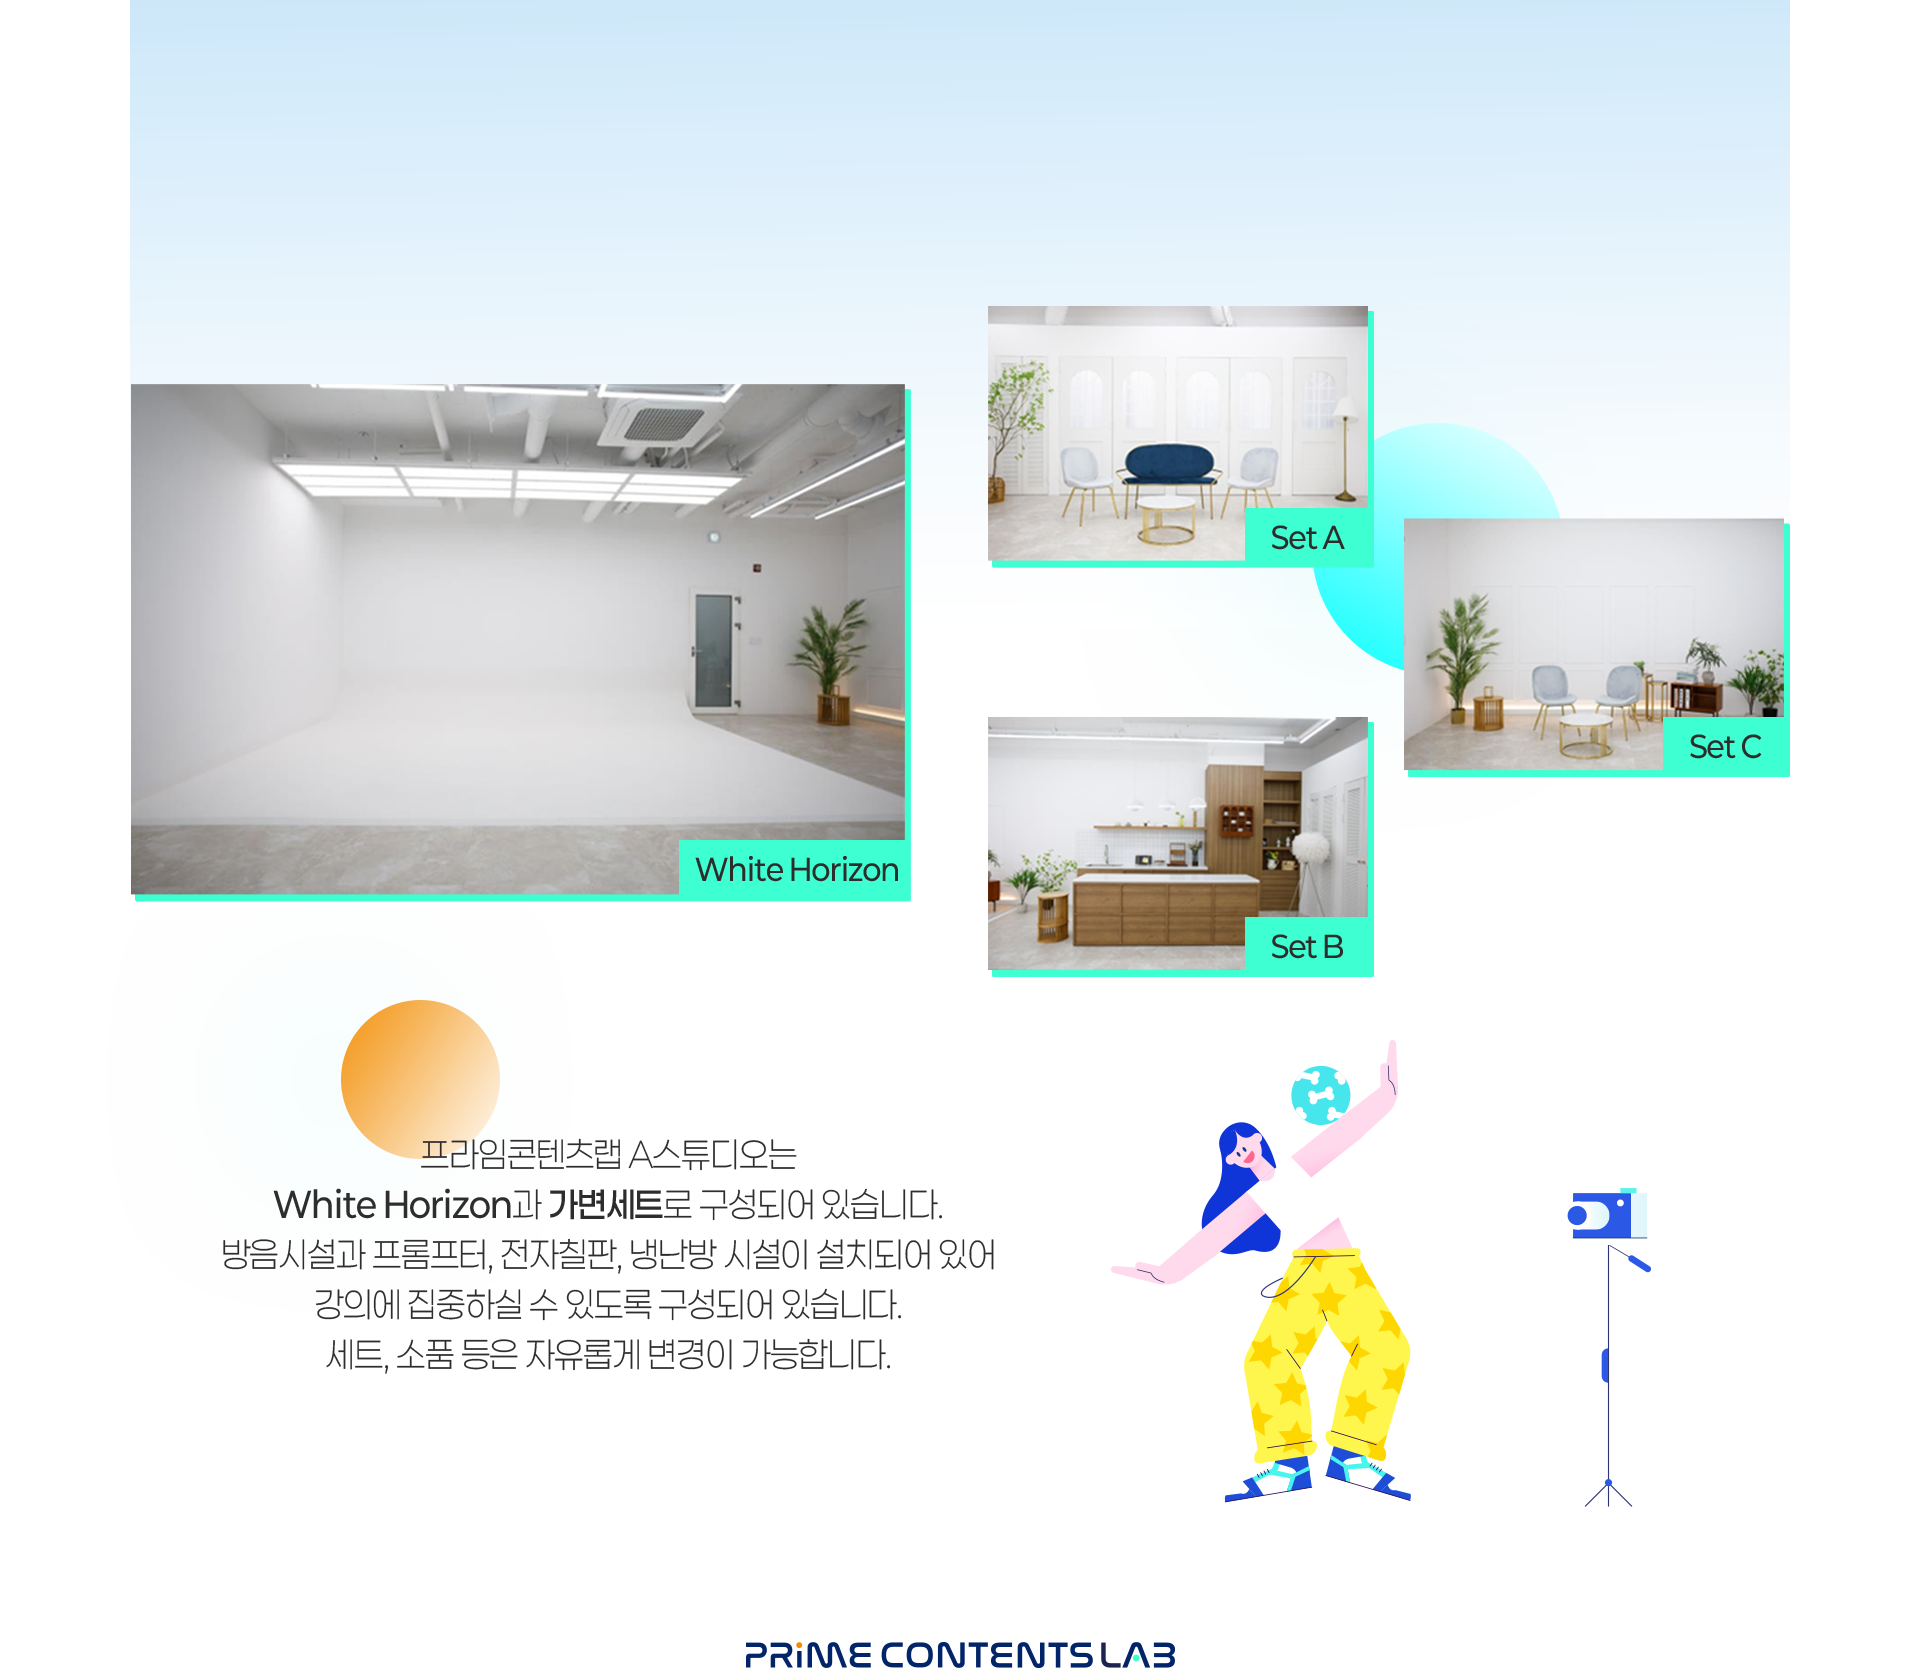 Set A
Set C
White Horizon
Set B
프라임콘텐츠랩 A스튜디오는
White Horizon과 가변세트로 구성되어 있습니다.
방음시설과 프롬프터, 전자칠판, 냉난방 시설이 설치되어 있어
강의에 집중하실 수 있도록 구성되어 있습니다.
세트, 소품 등은 자유롭게 변경이 가능합니다.
PRiME CONTENTS LAB